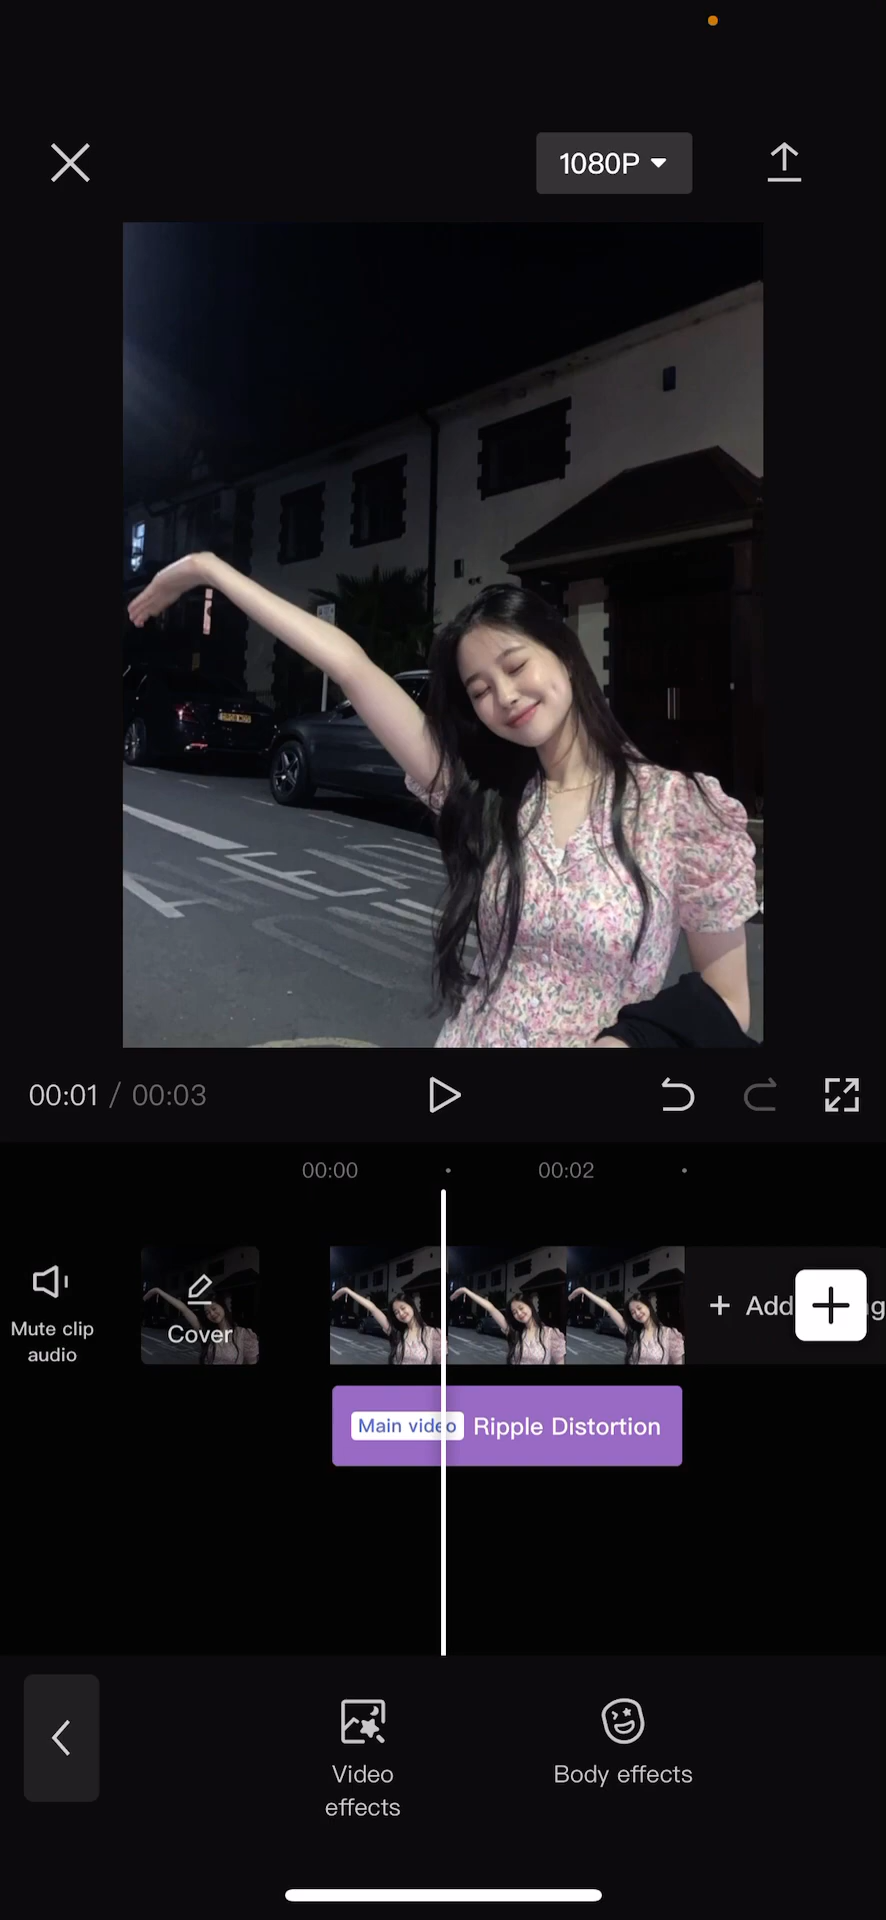 1080P
00:01 / 00:03
00:00
00:02
Mute clip
audio
Cover
+ Add
g
Main video
Ripple Distortion
Video
effects
Body effects